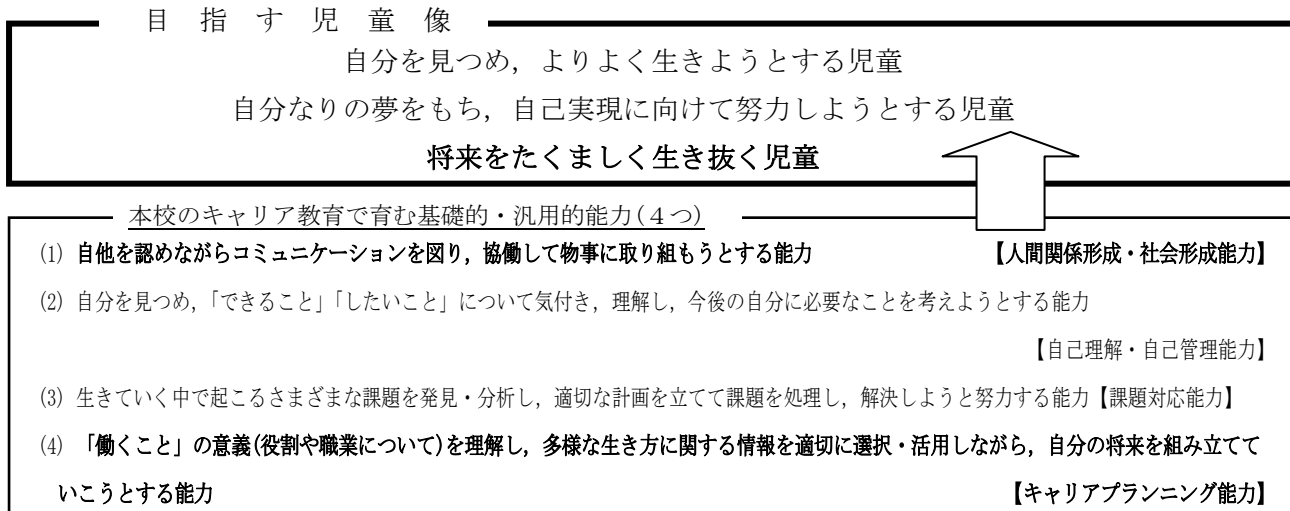 目指す児童像
自分を見つめ，よりよく生きようとする児童
自分なりの夢をもち，自己実現に向けて努力しようとする児童
将来をたくましく生き抜く児童
本校のキャリア教育で育む基礎的・汎用的能力(４つ)
(1) 自他を認めながらコミュニケーションを図り，協働して物事に取り組もうとする能力 【人間関係形成・社会形成能力】
(2) 自分を見つめ，「できること」「したいこと」について気付き，理解し，今後の自分に必要なことを考えようとする能力
【自己理解・自己管理能力】
(3) 生きていく中で起こるさまざまな課題を発見・分析し，適切な計画を立てて課題を処理し，解決しようと努力する能力【課題対応能力】
(4) 「働くこと」の意義(役割や職業について)を理解し，多様な生き方に関する情報を適切に選択・活用しながら，自分の将来を組み立てて
いこうとする能力 【キャリアプランニング能力】